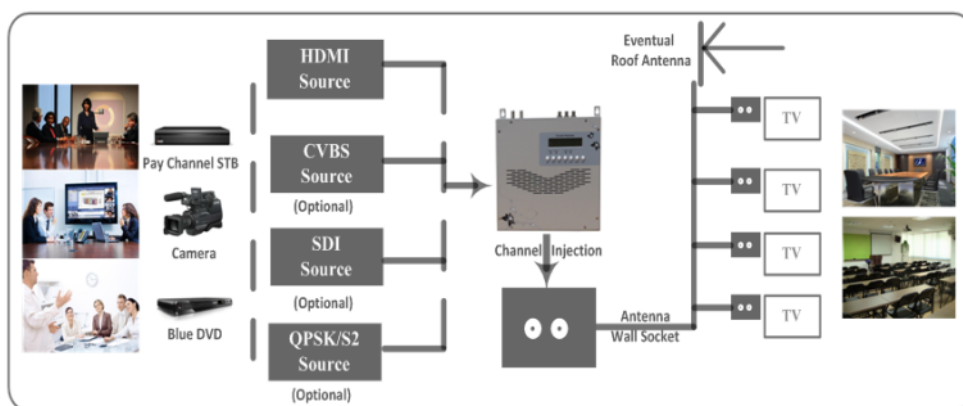 HDMI
Source
Pay Channel STB
CVBS
Source
(Optional)
Camera
SDI
Source
(Optional)
Blue DVD
QPSK/S2
Source
(Optional)
Channel Injection
Antenna
Wall Socket
Eventual
Roof Antenna
TV
TV
TV
TV